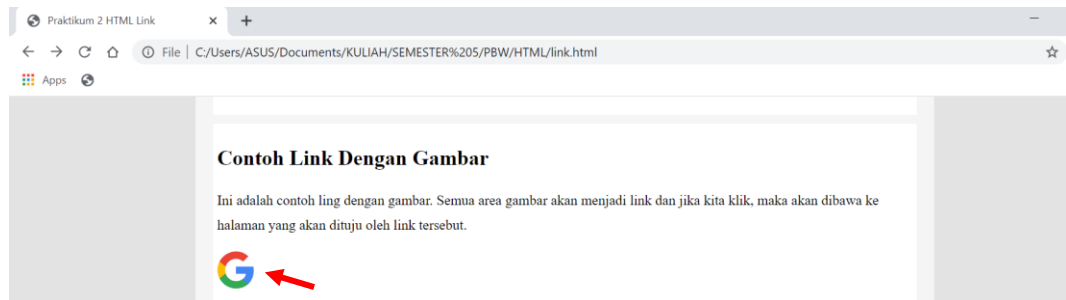 Praktikum 2 HTML Link
File | C:/Users/ASUS/Documents/KULIAH/SEMESTER%205/PBW/HTML/link.html
Apps
Contoh Link Dengan Gambar
Ini adalah contoh ling dengan gambar. Semua area gambar akan menjadi link dan jika kita klik, maka akan dibawa ke
halaman yang akan dituju oleh link tersebut.
G